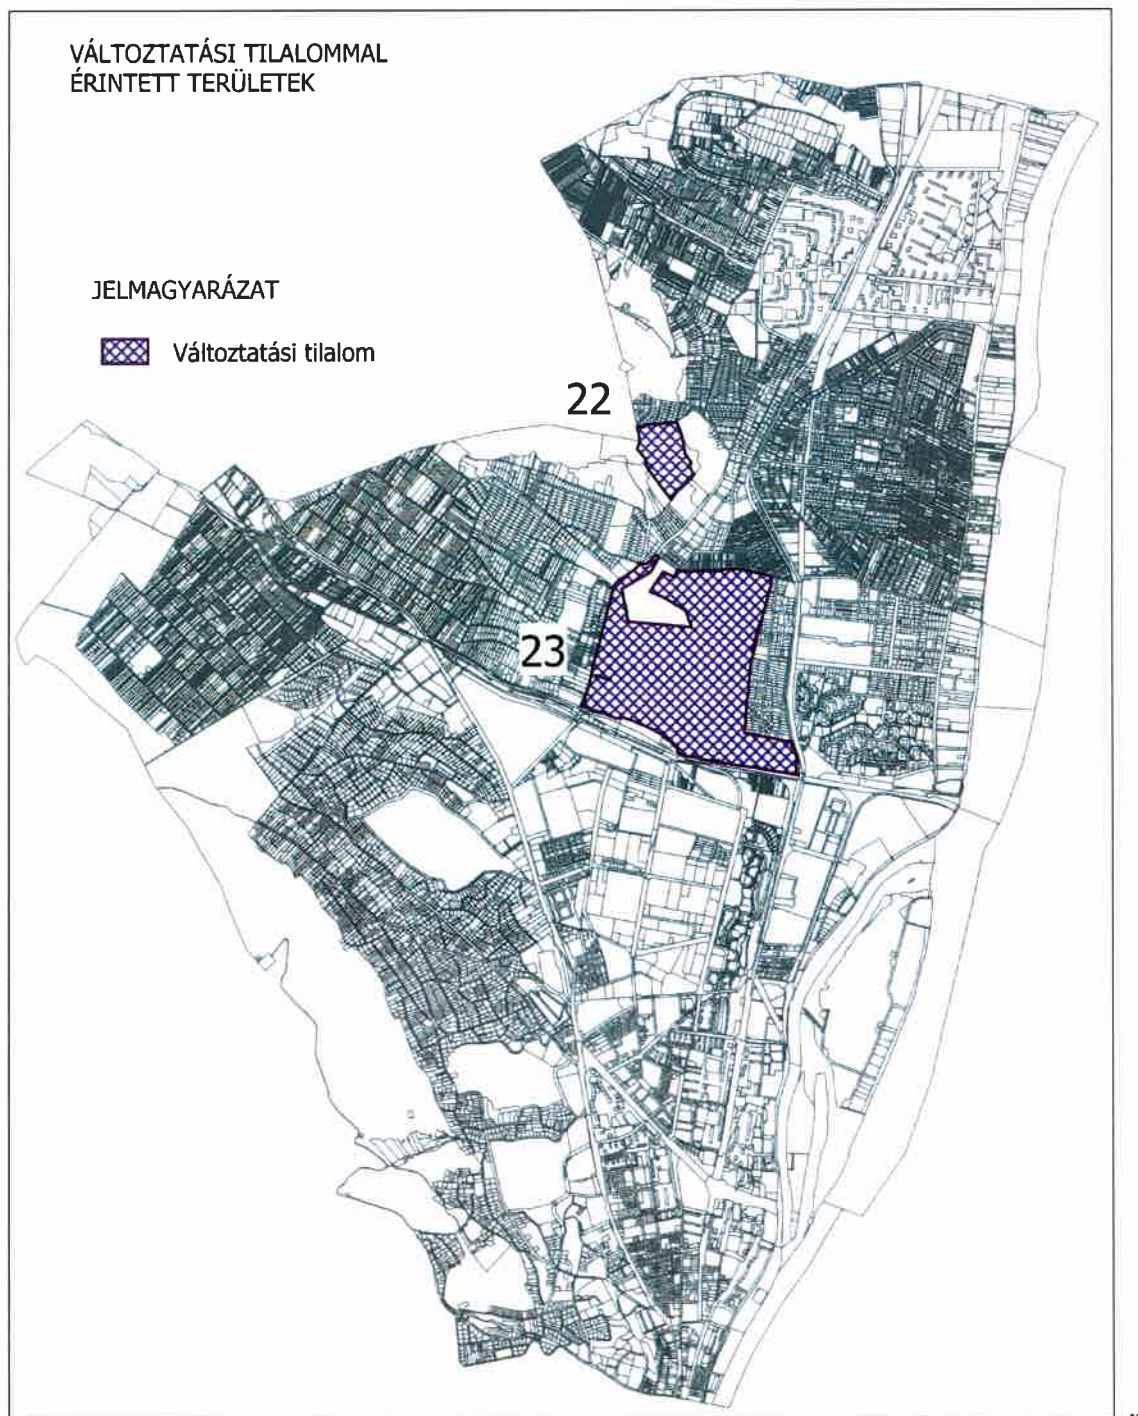 VÁLTOZTATÁSI TILALOMMAL
ÉRINTETT TERÜLETEK
JELMAGYARÁZAT
Változtatási tilalom
22
23